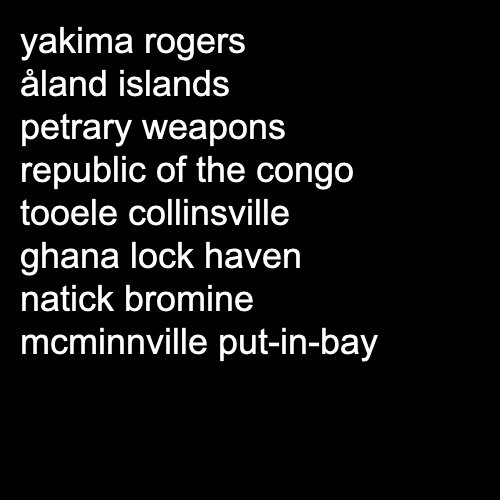 yakima rogers
åland islands
petrary weapons
republic of the congo
tooele collinsville
ghana lock haven
natick bromine
mcminnville put-in-bay